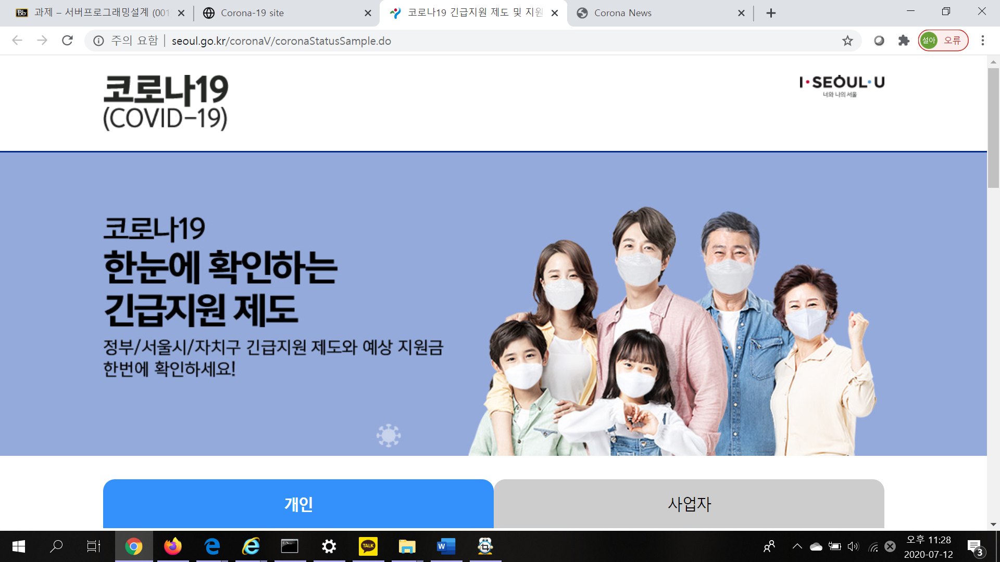 과제 – 서버프로그래밍설계 (001
Corona-19 site
코로나19 긴급지원 제도 및 지원
Corona News
주의 요함
seoul.go.kr/coronaV/coronaStatusSample.do
설아 오류
코로나19
(COVID-19)
I·SEOUL·U
너와 나의 서울
코로나19
한눈에 확인하는
긴급지원 제도
정부/서울시/자치구 긴급지원 제도와 예상 지원금
한번에 확인하세요!
개인
사업자
TALK
오후 11:28
2020-07-12
3